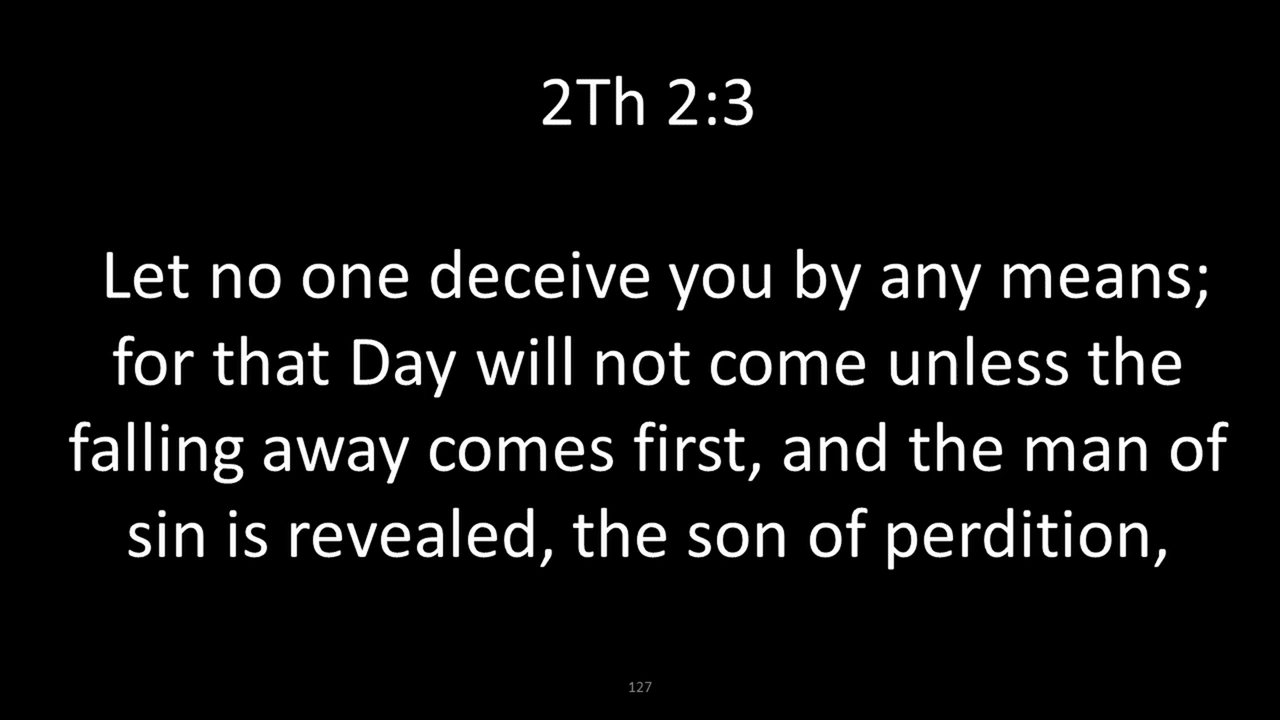 2Th 2:3
Let no one deceive you by any means;
for that Day will not come unless the
falling away comes first, and the man of
sin is revealed, the son of perdition,
127